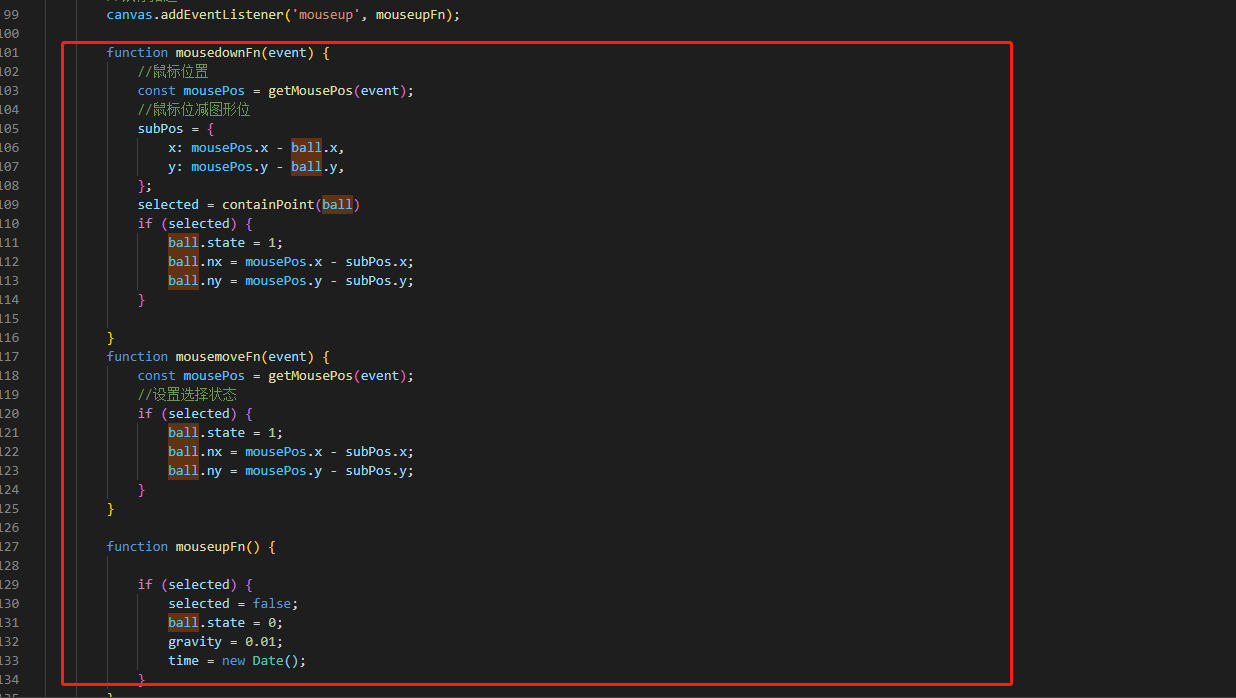 99 canvas.addEventListener('mouseup', mouseupFn);
100
101 function mousedownFn(event) {
102 //鼠标位置
103 const mousePos = getMousePos(event);
104 //鼠标位减图形位
105 subPos = {
106 x: mousePos.x - ball.x,
107 y: mousePos.y - ball.y,
108 };
109 selected = containPoint(ball)
110 if (selected) {
111 ball.state = 1;
112 ball.nx = mousePos.x - subPos.x;
113 ball.ny = mousePos.y - subPos.y;
114 }
115
116 }
117 function mousemoveFn(event) {
118 const mousePos = getMousePos(event);
119 //设置选择状态
120 if (selected) {
121 ball.state = 1;
122 ball.nx = mousePos.x - subPos.x;
123 ball.ny = mousePos.y - subPos.y;
124 }
125 }
126
127 function mouseupFn() {
128
129 if (selected) {
130 selected = false;
131 ball.state = 0;
132 gravity = 0.01;
133 time = new Date();
134 }